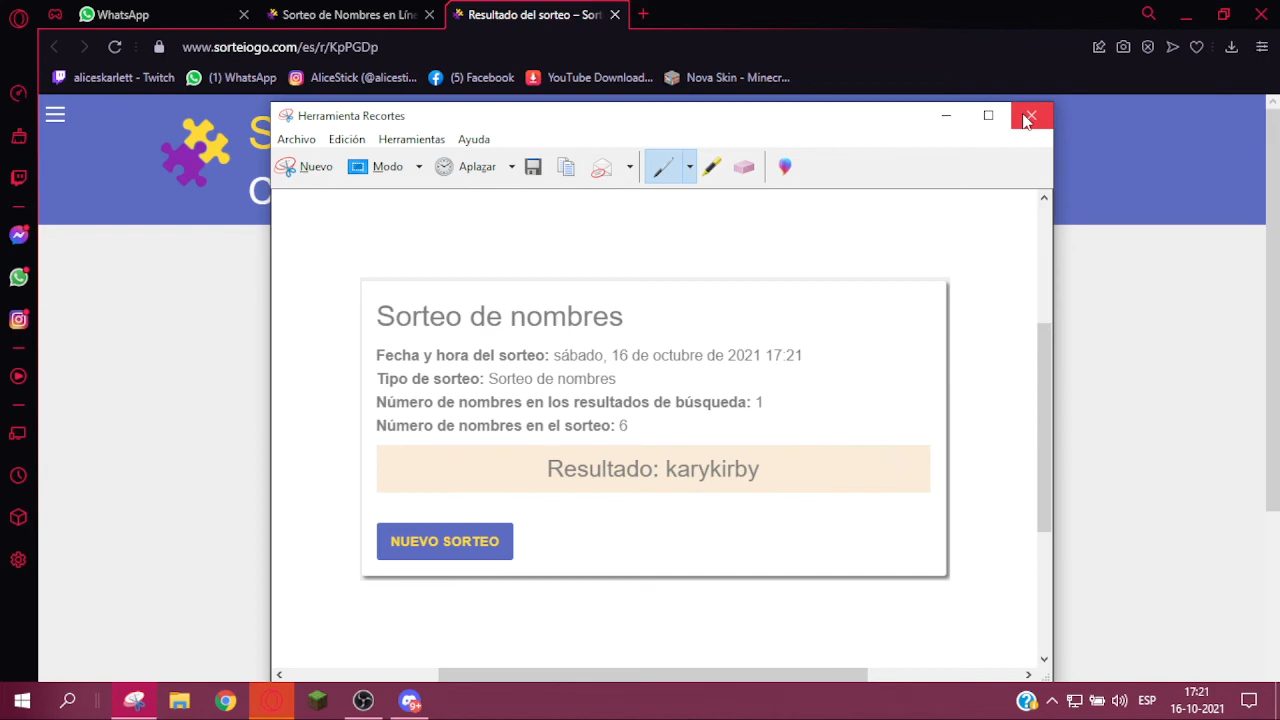 WhatsApp
Sorteo de Nombres en Líne
Resultado del sorteo – Sort
www.sorteiogo.com/es/r/KpPGDp
aliceskarlett - Twitch
(1) WhatsApp
AliceStick (@alicesti...
(5) Facebook
YouTube Download...
Nova Skin - Minecr...
Herramienta Recortes
Archivo Edición Herramientas Ayuda
Nuevo Modo Aplazar
Sorteo de nombres
Fecha y hora del sorteo: sábado, 16 de octubre de 2021 17:21
Tipo de sorteo: Sorteo de nombres
Número de nombres en los resultados de búsqueda: 1
Número de nombres en el sorteo: 6
Resultado: karykirby
NUEVO SORTEO
9+
ESP
17:21
16-10-2021